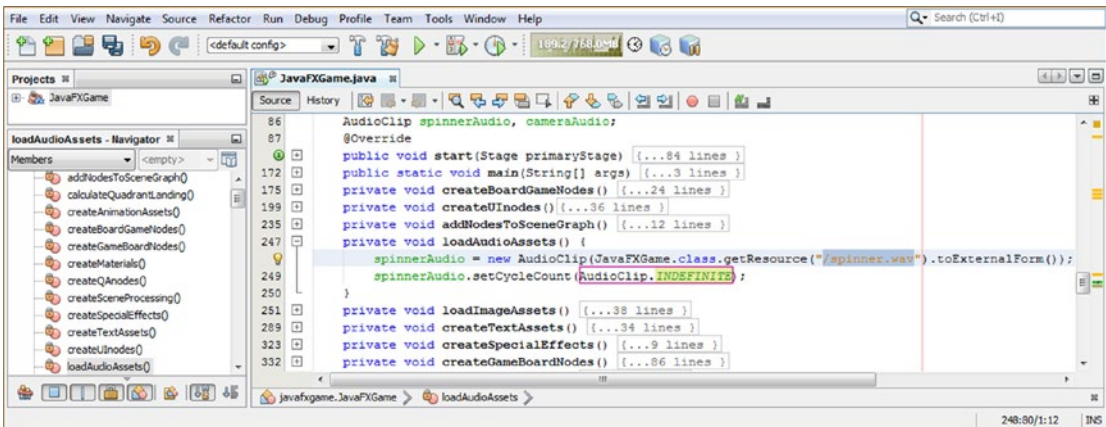 File Edit View Navigate Source Refactor Run Debug Profile Team Tools Window Help
Search (Ctrl+I)
<default config>
189.2/768.0MB
Projects
JavaFXGame
loadAudioAssets - Navigator
Members
<empty>
addNodesToSceneGraph()
calculateQuadrantLanding()
createAnimationAssets()
createBoardGameNodes()
createGameBoardNodes()
createMaterials()
createQAnodes()
createSceneProcessing()
createSpecialEffects()
createTextAssets()
createUInodes()
loadAudioAssets()
JavaFXGame.java
Source History
86 AudioClip spinnerAudio, cameraAudio;
87 @Override
public void start(Stage primaryStage) {...84 lines }
172 public static void main(String[] args) {...3 lines }
175 private void createBoardGameNodes() {...24 lines }
199 private void createUInodes(){...36 lines }
235 private void addNodesToSceneGraph() {...12 lines }
247 private void loadAudioAssets() {
spinnerAudio = new AudioClip(JavaFXGame.class.getResource("/spinner.wav").toExternalForm());
249 spinnerAudio.setCycleCount(AudioClip.INDEFINITE);
250 }
251 private void loadImageAssets() {...38 lines }
289 private void createTextAssets() {...34 lines }
323 private void createSpecialEffects() {...9 lines }
332 private void createGameBoardNodes() {...86 lines }
javafxgame.JavaFXGame
loadAudioAssets
248:80/1:12 INS